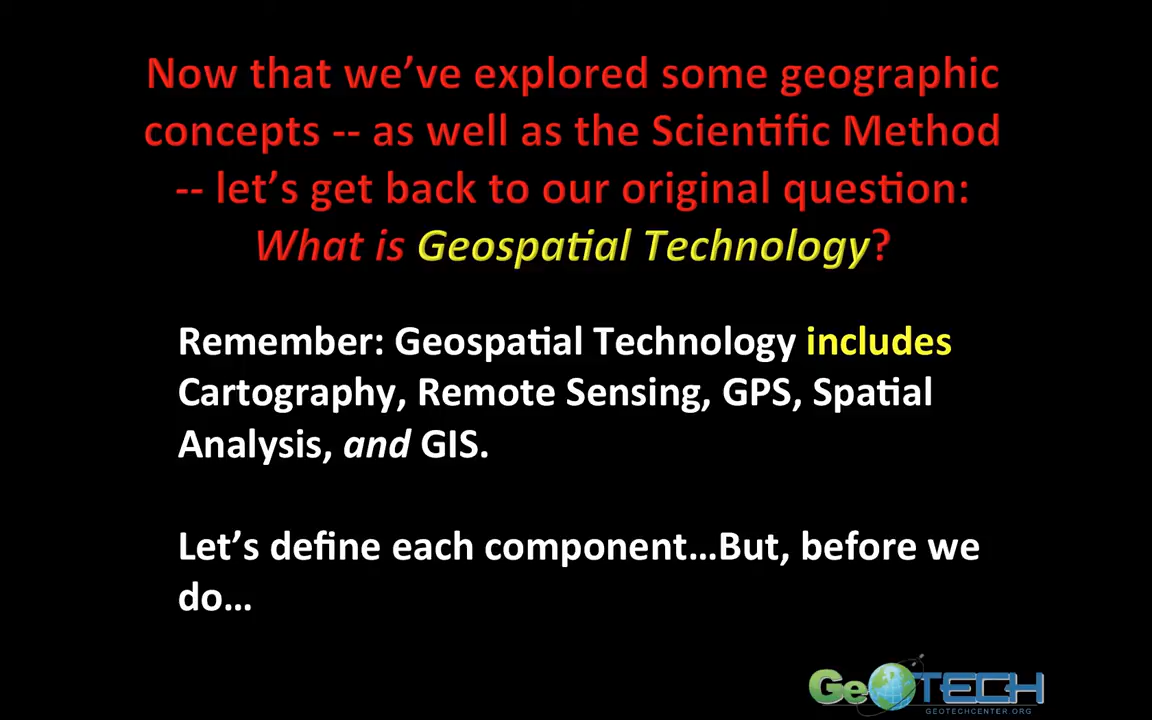 Now that we've explored some geographic
concepts -- as well as the Scientific Method
-- let's get back to our original question:
What is Geospatial Technology?
Remember: Geospatial Technology includes
Cartography, Remote Sensing, GPS, Spatial
Analysis, and GIS.
Let's define each component...But, before we
do...
GeoTECH
GEOTECHCENTER.ORG